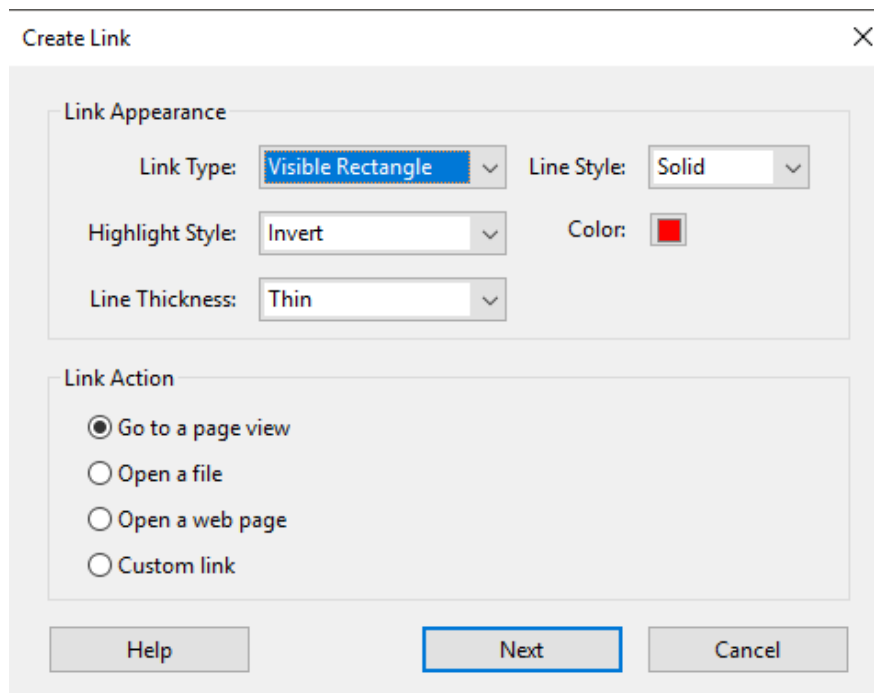 Create Link
Link Appearance
Link Type: Visible Rectangle Line Style: Solid
Highlight Style: Invert Color:
Line Thickness: Thin
Link Action
Go to a page view
Open a file
Open a web page
Custom link
Help Next Cancel